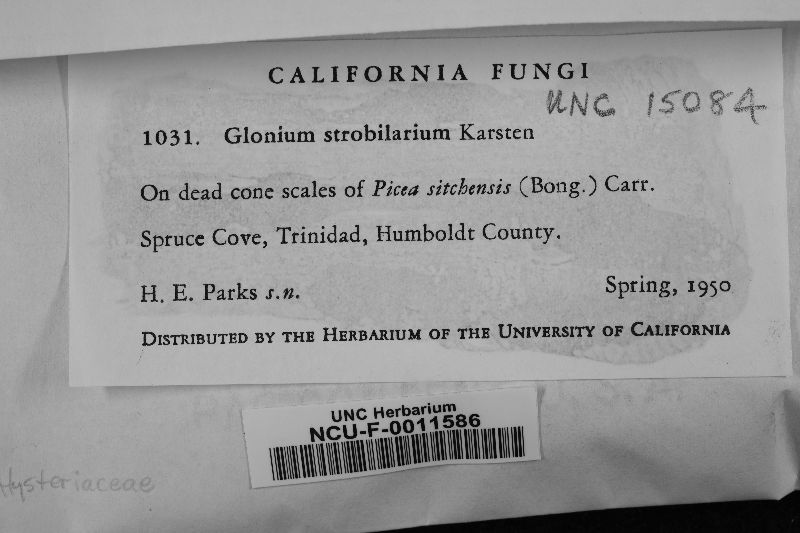 CALIFORNIA FUNGI
UNC 15084
1031. Glonium strobilarium Karsten
On dead cone scales of Picea sitchensis (Bong.) Carr.
Spruce Cove, Trinidad, Humboldt County.
H. E. Parks s.n. Spring, 1950
DISTRIBUTED BY THE HERBARIUM OF THE UNIVERSITY OF CALIFORNIA
UNC Herbarium
NCU-F-0011586
Hysteriaceae